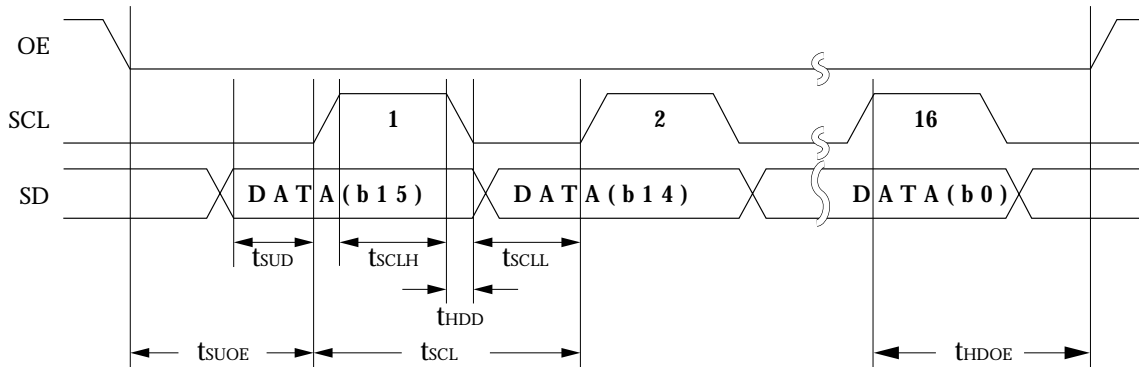 OE
SCL 1 2 16
SD DATA(b15) DATA(b14) DATA(b0)
tSUD tSCLH tSCLL
tHDD
tSUOE tSCL tHDOE